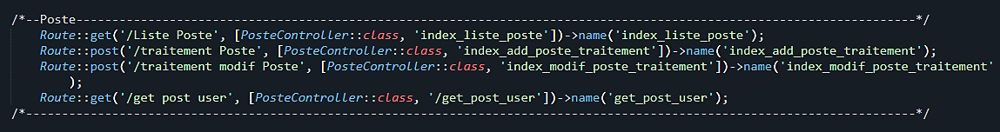 /*--Poste----------------------------------------------------------------------------------------------------------------------------*/
Route::get('/Liste Poste', [PosteController::class, 'index_liste_poste'])->name('index_liste_poste');
Route::post('/traitement Poste', [PosteController::class, 'index_add_poste_traitement'])->name('index_add_poste_traitement');
Route::post('/traitement modif Poste', [PosteController::class, 'index_modif_poste_traitement'])->name('index_modif_poste_traitement'
);
Route::get('/get post user', [PosteController::class, '/get_post_user'])->name('get_post_user');
/*-----------------------------------------------------------------------------------------------------------------------------------*/